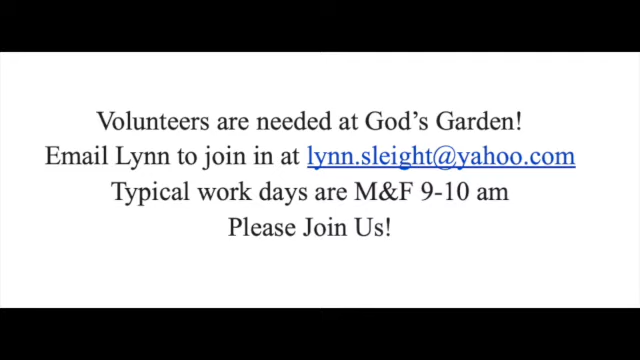 Volunteers are needed at God’s Garden!
Email Lynn to join in at lynn.sleight@yahoo.com
Typical work days are M&F 9-10 am
Please Join Us!